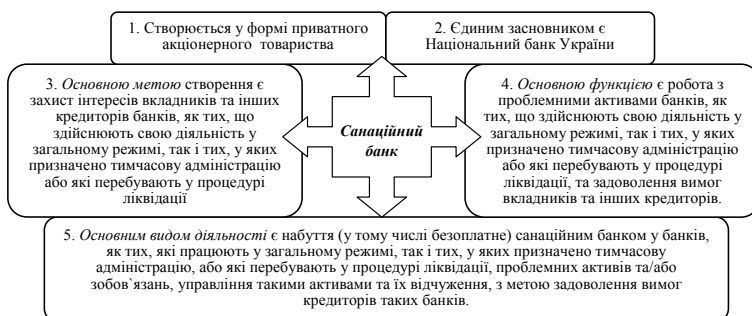 1. Створюється у формі приватного
акціонерного товариства
2. Єдиним засновником є
Національний банк України
3. Основною метою створення є
захист інтересів вкладників та інших
кредиторів банків, як тих, що
здійснюють свою діяльність у
загальному режимі, так і тих, у яких
призначено тимчасову адміністрацію
або які перебувають у процедурі
ліквідації
Санаційний
банк
4. Основною функцією є робота з
проблемними активами банків, як
тих, що здійснюють свою діяльність у
загальному режимі, так і тих, у яких
призначено тимчасову адміністрацію
або які перебувають у процедурі
ліквідації, та задоволення вимог
вкладників та інших кредиторів.
5. Основним видом діяльності є набуття (у тому числі безоплатне) санаційним банком у банків,
як тих, які працюють у загальному режимі, так і тих, у яких призначено тимчасову
адміністрацію, або які перебувають у процедурі ліквідації, проблемних активів та/або
зобов`язань, управління такими активами та їх відчуження, з метою задоволення вимог
кредиторів таких банків.